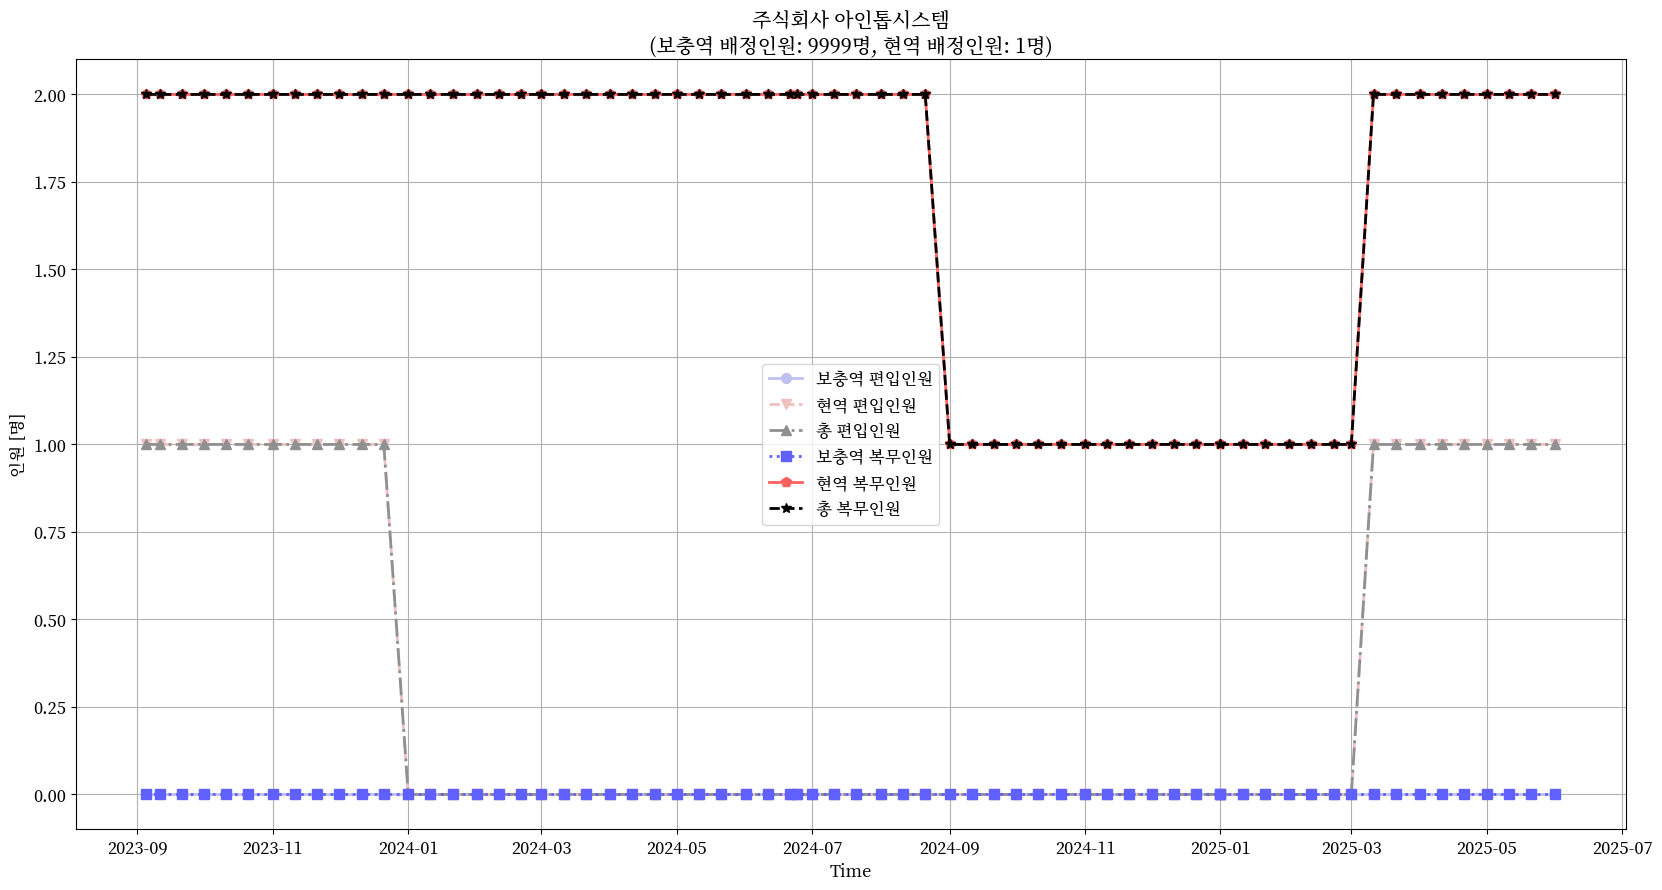 주식회사 아인톱시스템
(보충역 배정인원: 9999명, 현역 배정인원: 1명)
인원 [명]
2.00
1.75
1.50
1.25
1.00
0.75
0.50
0.25
0.00
보충역 편입인원
현역 편입인원
총 편입인원
보충역 복무인원
현역 복무인원
총 복무인원
2023-09
2023-11
2024-01
2024-03
2024-05
2024-07
2024-09
2024-11
2025-01
2025-03
2025-05
2025-07
Time